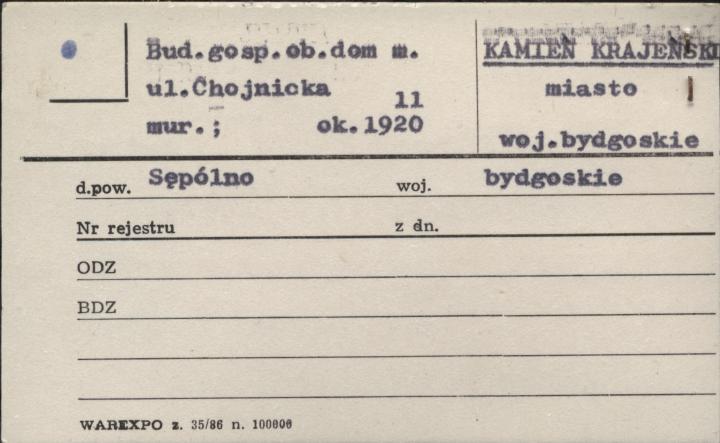 Bud.gosp.ob.dom m.
ul.Chojnicka 11
mur.; ok.1920
KAMIEŃ KRAJEŃSKI
miasto
woj.bydgoskie
d.pow. Sępólno woj. bydgoskie
Nr rejestru z dn.
ODZ
BDZ
WAREXPO z. 35/86 n. 100000